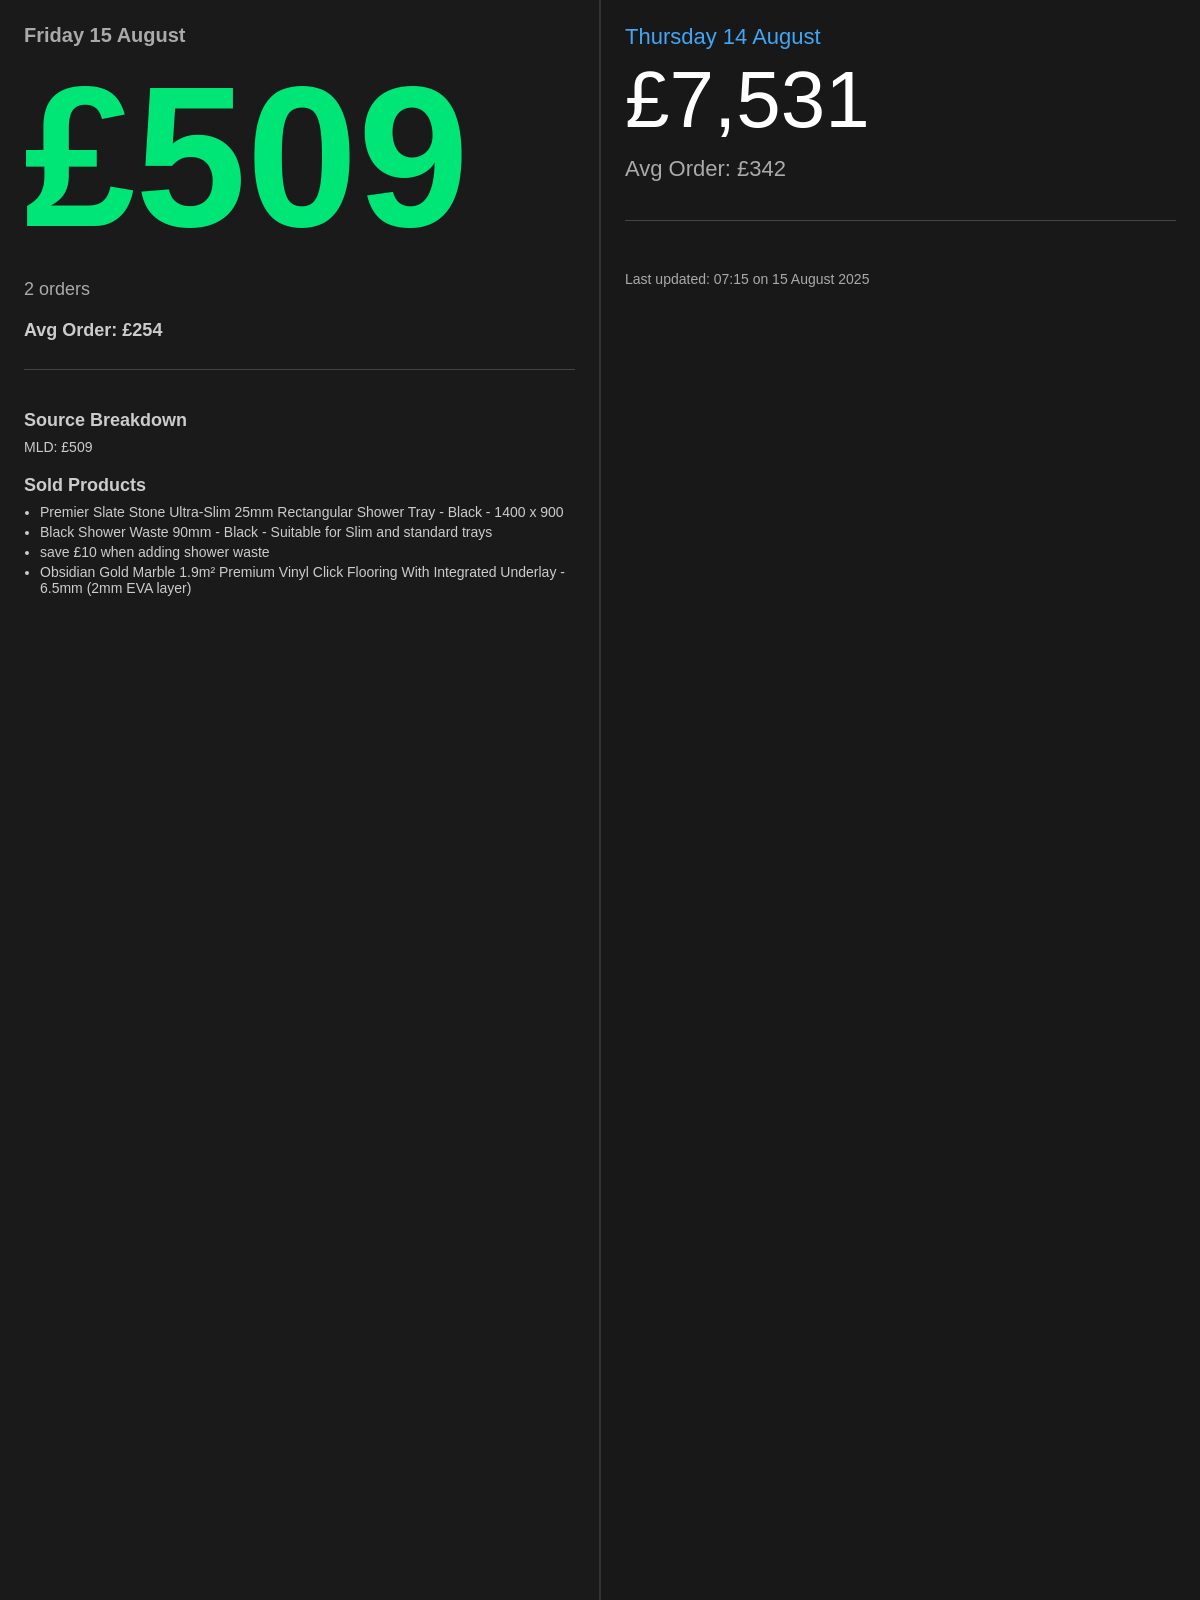 Friday 15 August
£509
2 orders
Avg Order: £254
Source Breakdown
MLD: £509
Sold Products
• Premier Slate Stone Ultra-Slim 25mm Rectangular Shower Tray - Black - 1400 x 900
• Black Shower Waste 90mm - Black - Suitable for Slim and standard trays
• save £10 when adding shower waste
• Obsidian Gold Marble 1.9m² Premium Vinyl Click Flooring With Integrated Underlay -
6.5mm (2mm EVA layer)
Thursday 14 August
£7,531
Avg Order: £342
Last updated: 07:15 on 15 August 2025